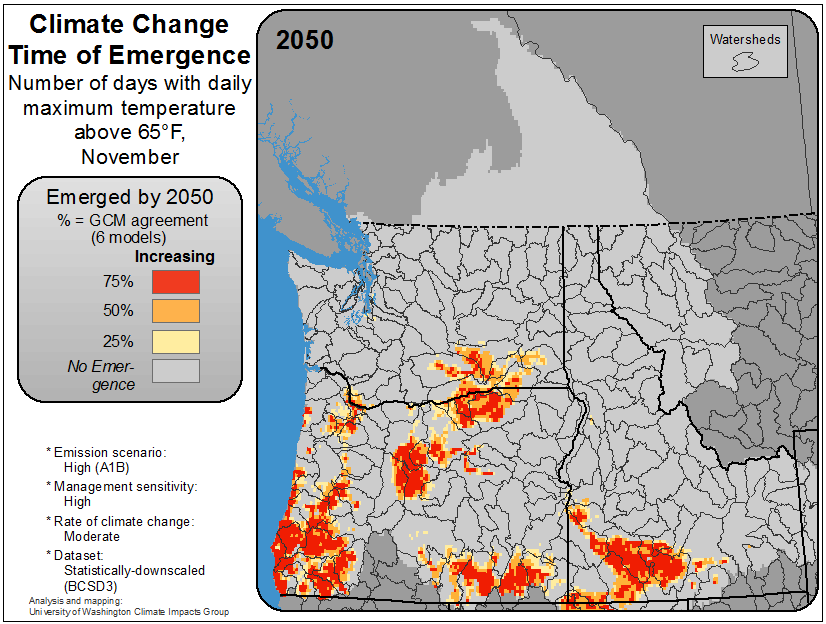 Climate Change
Time of Emergence
Number of days with daily
maximum temperature
above 65°F,
November
Emerged by 2050
% = GCM agreement
(6 models)
Increasing
75%
50%
25%
No Emer-
gence
* Emission scenario:
High (A1B)
* Management sensitivity:
High
* Rate of climate change:
Moderate
* Dataset:
Statistically-downscaled
(BCSD3)
Analysis and mapping:
University of Washington Climate Impacts Group
2050
Watersheds